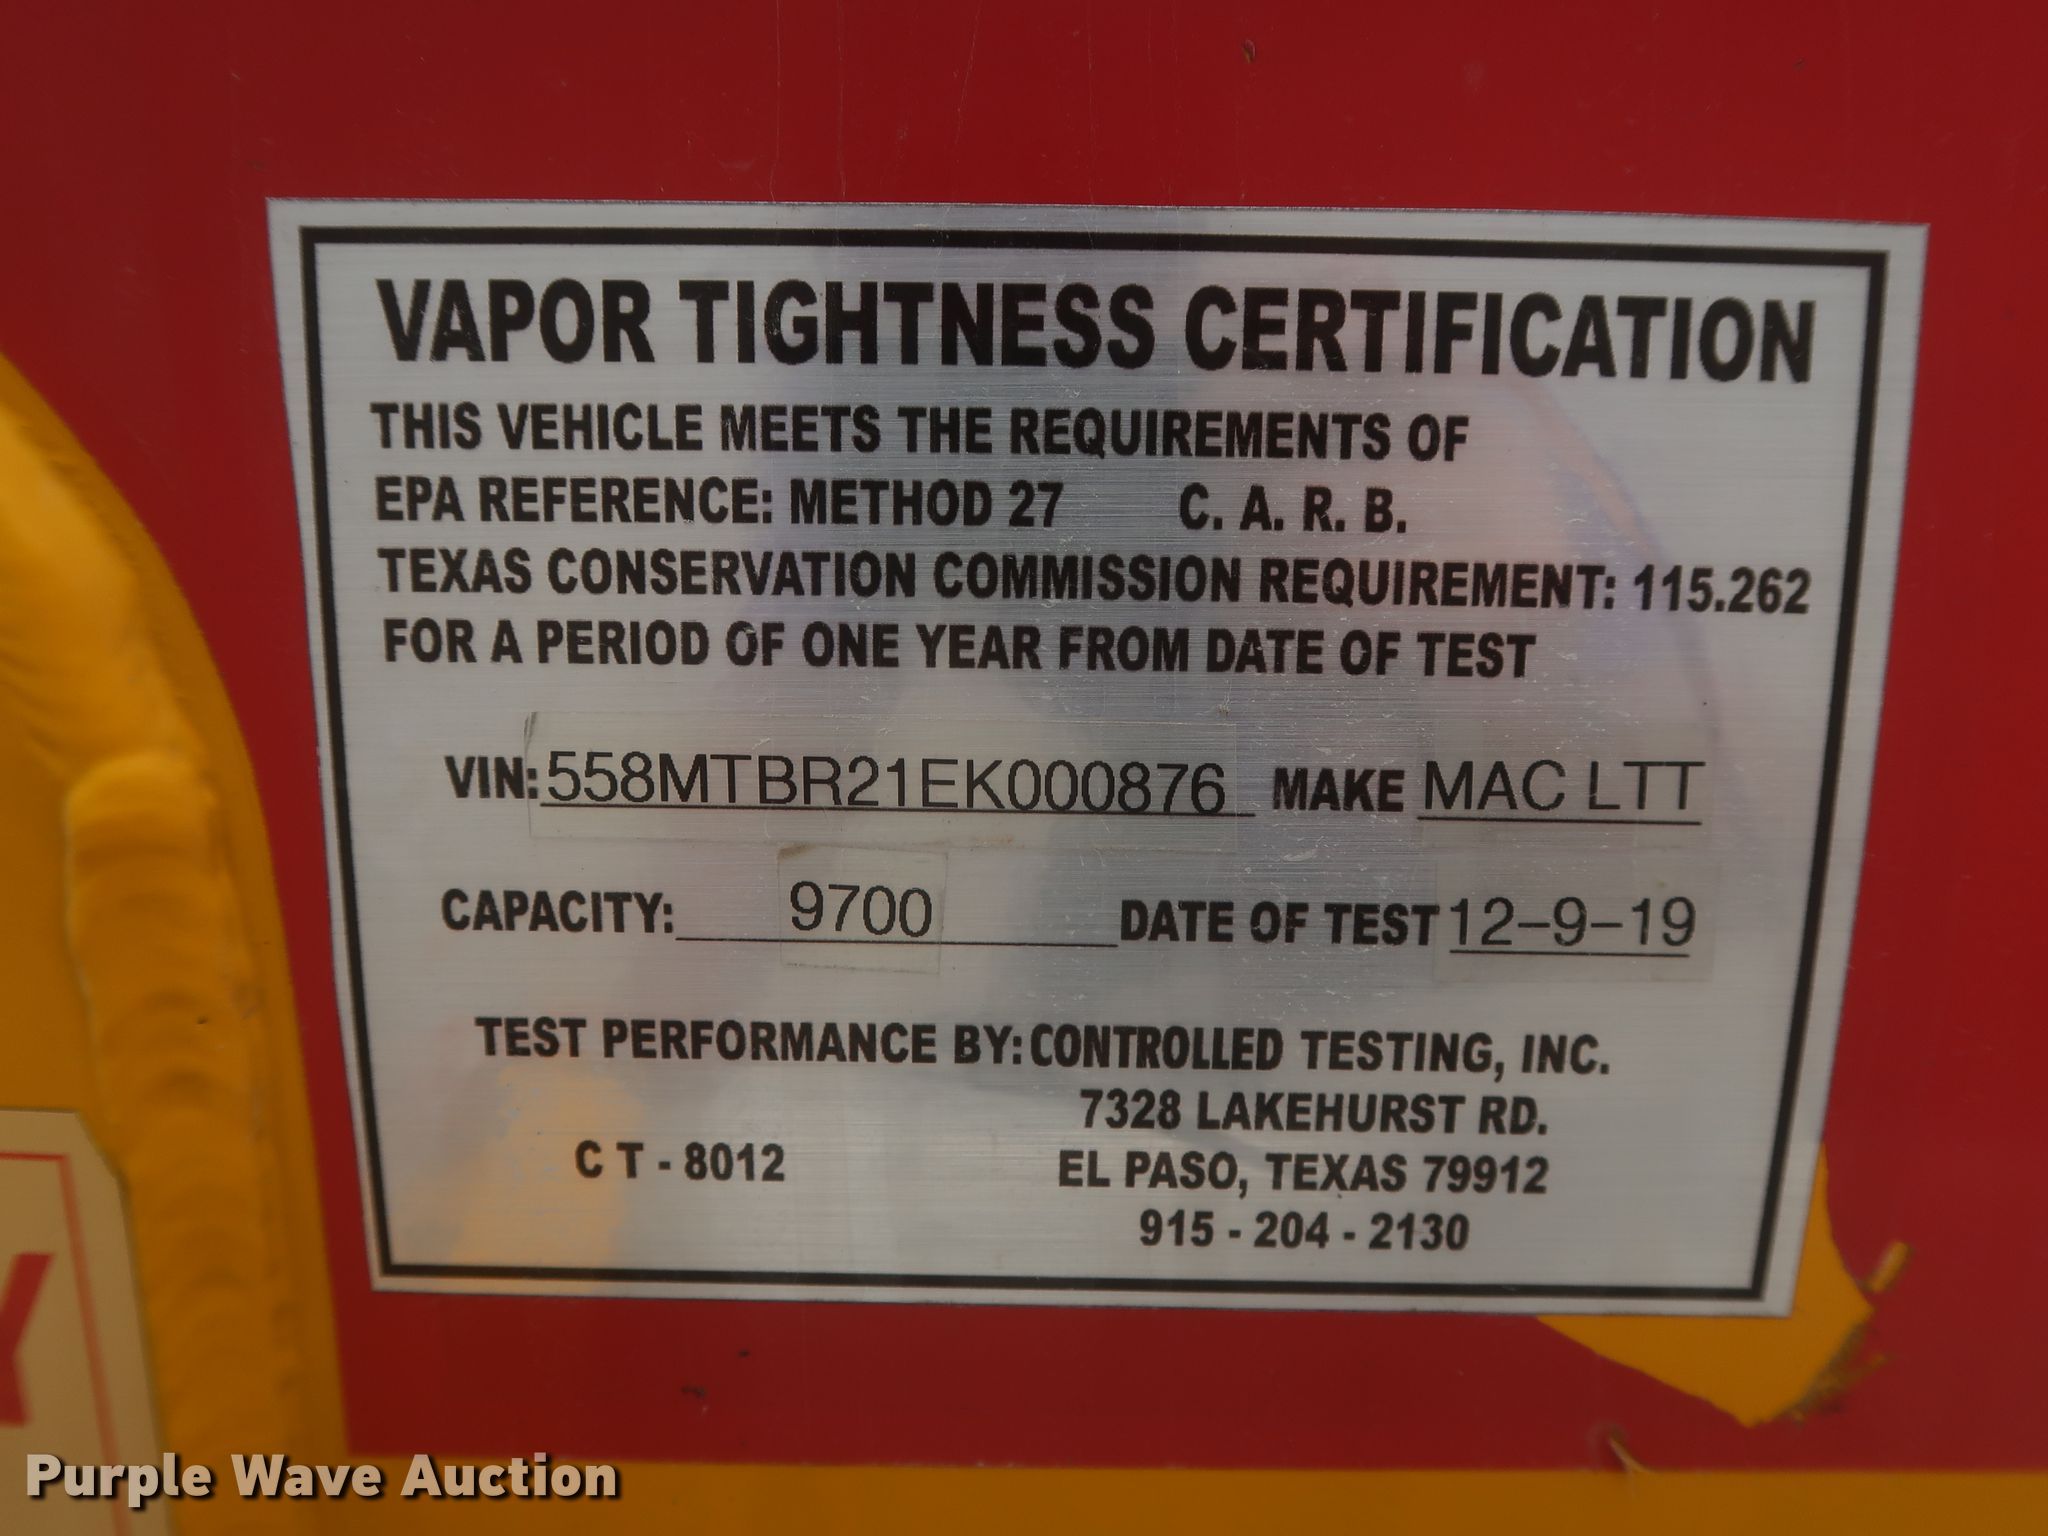 VAPOR TIGHTNESS CERTIFICATION
THIS VEHICLE MEETS THE REQUIREMENTS OF
EPA REFERENCE: METHOD 27 C. A. R. B.
TEXAS CONSERVATION COMMISSION REQUIREMENT: 115.262
FOR A PERIOD OF ONE YEAR FROM DATE OF TEST
VIN: 558MTBR21EK000876 MAKE MAC LTT
CAPACITY: 9700 DATE OF TEST 12-9-19
TEST PERFORMANCE BY: CONTROLLED TESTING, INC.
7328 LAKEHURST RD.
C T - 8012 EL PASO, TEXAS 79912
915 - 204 - 2130
Y
Purple Wave Auction